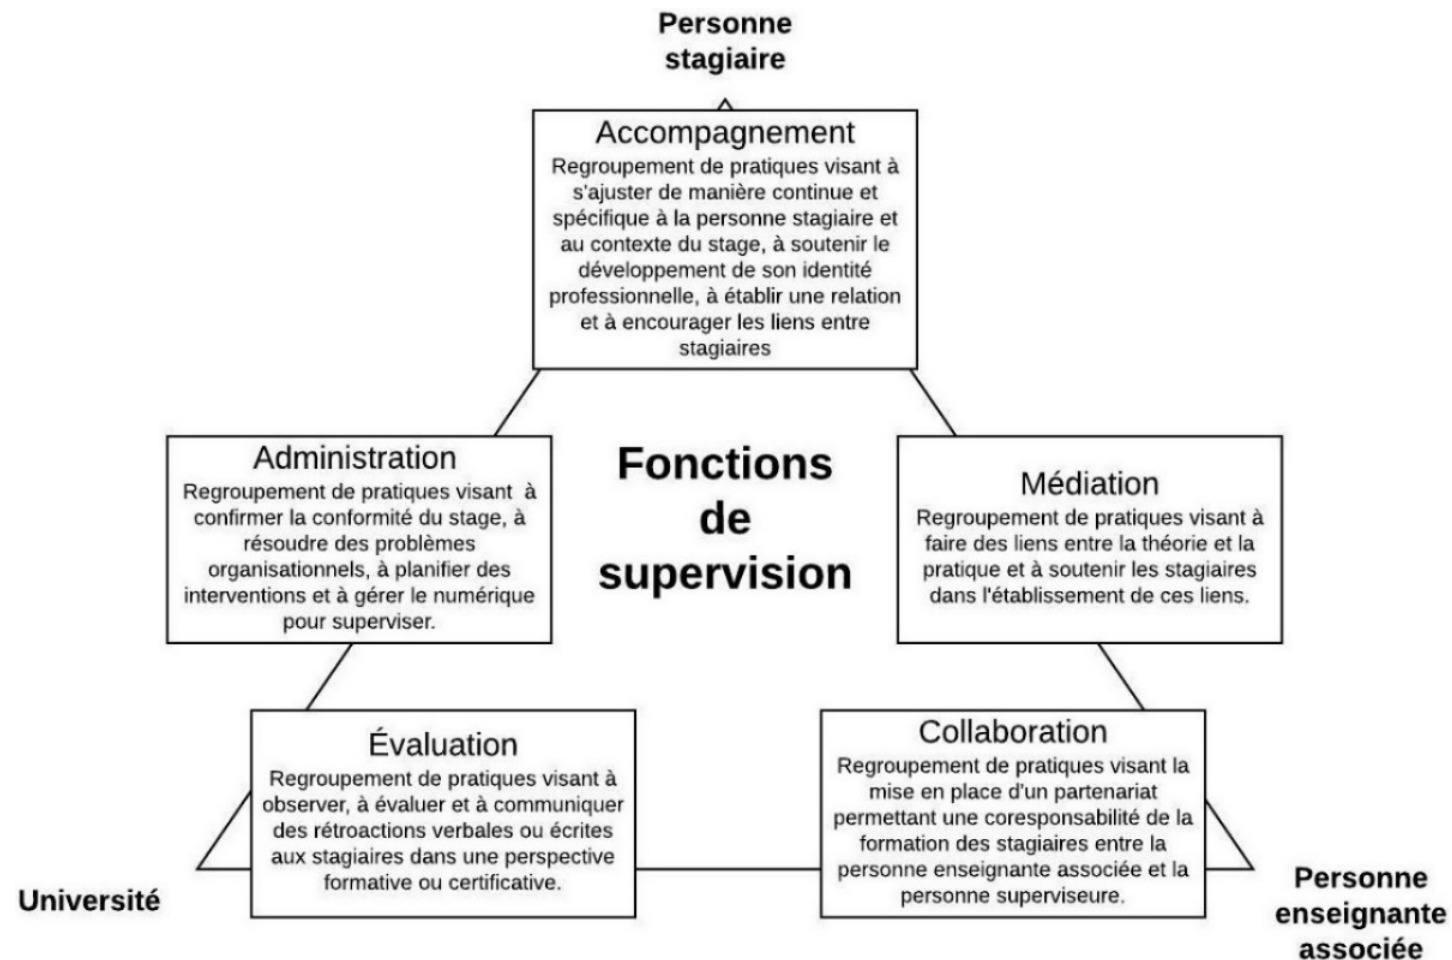 Personne
stagiaire
Accompagnement
Regroupement de pratiques visant à
s'ajuster de manière continue et
spécifique à la personne stagiaire et
au contexte du stage, à soutenir le
développement de son identité
professionnelle, à établir une relation
et à encourager les liens entre
stagiaires
Administration
Regroupement de pratiques visant à
confirmer la conformité du stage, à
résoudre des problèmes
organisationnels, à planifier des
interventions et à gérer le numérique
pour superviser.
Fonctions
de
supervision
Médiation
Regroupement de pratiques visant à
faire des liens entre la théorie et la
pratique et à soutenir les stagiaires
dans l'établissement de ces liens.
Évaluation
Regroupement de pratiques visant à
observer, à évaluer et à communiquer
des rétroactions verbales ou écrites
aux stagiaires dans une perspective
formative ou certificative.
Collaboration
Regroupement de pratiques visant la
mise en place d'un partenariat
permettant une coresponsabilité de la
formation des stagiaires entre la
personne enseignante associée et la
personne superviseure.
Université
Personne
enseignante
associée